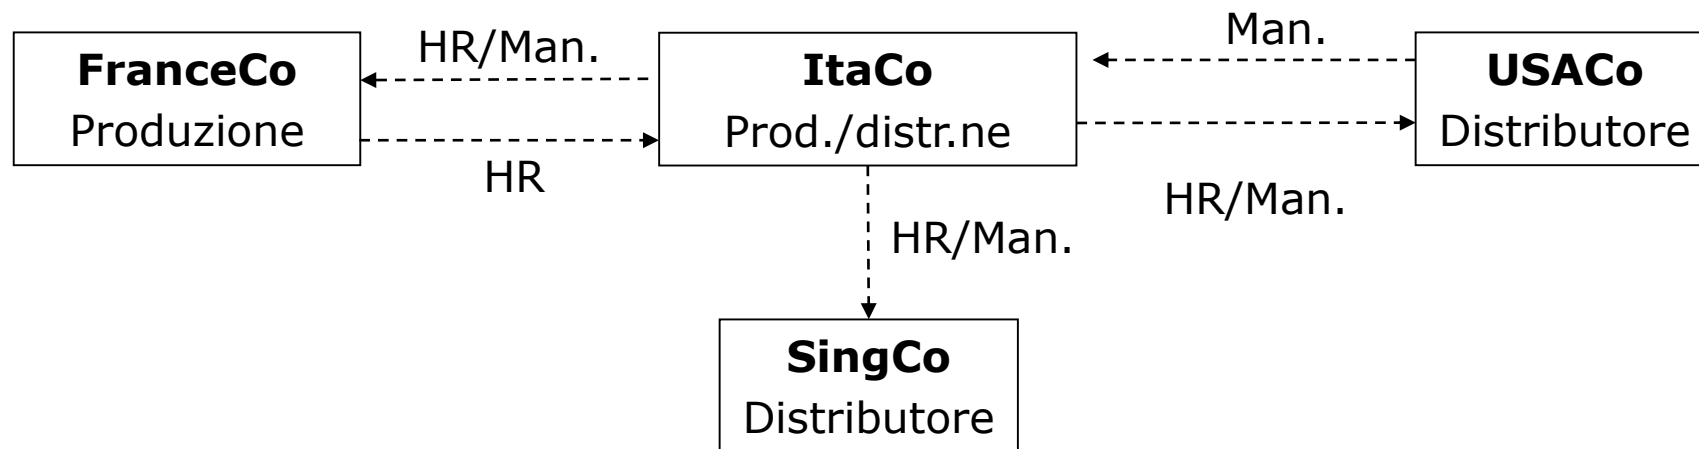 FranceCo
Produzione
HR/Man.
HR
ItaCo
Prod./distr.ne
Man.
HR/Man.
USACo
Distributore
HR/Man.
SingCo
Distributore